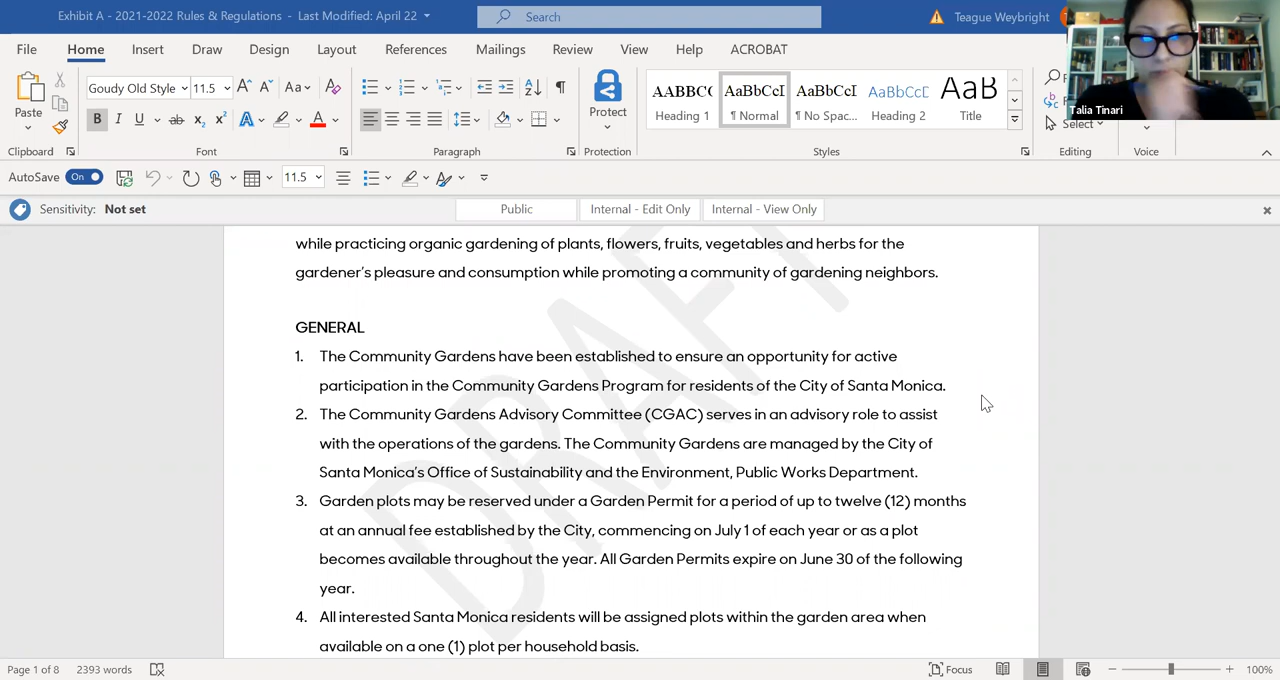 Exhibit A - 2021-2022 Rules & Regulations - Last Modified: April 22
Search
Teague Weybright
File Home Insert Draw Design Layout References Mailings Review View Help ACROBAT
Goudy Old Style 11.5
Paste
Protect
AABBC( AaBbCcI AaBbCcI AaBbCcC AaB
Heading 1 ¶ Normal ¶ No Spac... Heading 2 Title
Talia Tinari
Select
Clipboard Font Paragraph Protection Styles Editing Voice
AutoSave On 11.5
Sensitivity: Not set Public Internal - Edit Only Internal - View Only
while practicing organic gardening of plants, flowers, fruits, vegetables and herbs for the
gardener's pleasure and consumption while promoting a community of gardening neighbors.
DRAFT
GENERAL
1. The Community Gardens have been established to ensure an opportunity for active
participation in the Community Gardens Program for residents of the City of Santa Monica.
2. The Community Gardens Advisory Committee (CGAC) serves in an advisory role to assist
with the operations of the gardens. The Community Gardens are managed by the City of
Santa Monica's Office of Sustainability and the Environment, Public Works Department.
3. Garden plots may be reserved under a Garden Permit for a period of up to twelve (12) months
at an annual fee established by the City, commencing on July 1 of each year or as a plot
becomes available throughout the year. All Garden Permits expire on June 30 of the following
year.
4. All interested Santa Monica residents will be assigned plots within the garden area when
available on a one (1) plot per household basis.
Page 1 of 8 2393 words Focus 100%